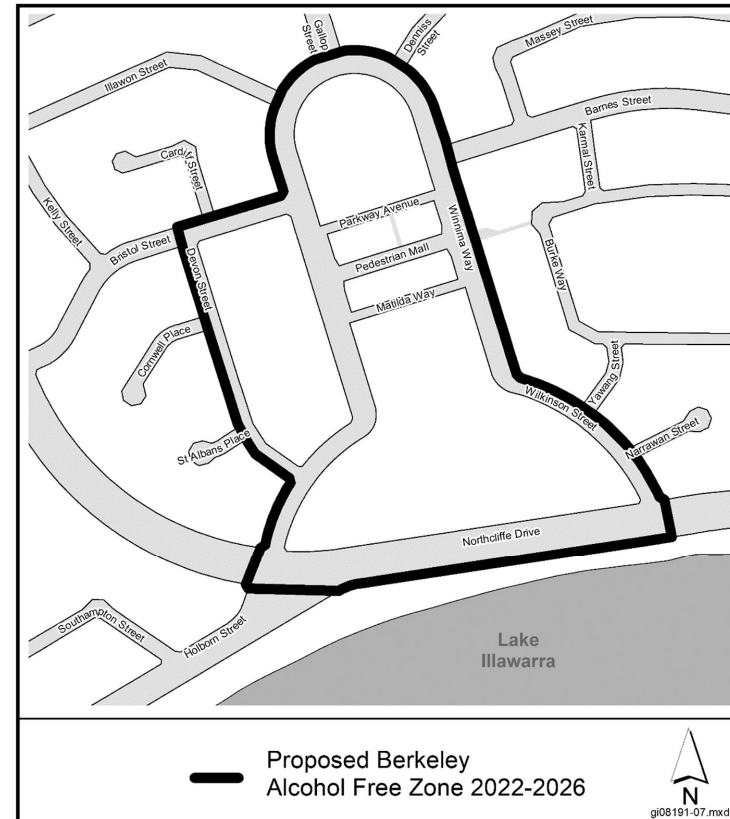 Gallop
Street
Denniss
Street
Massey Street
Illawon Street
Barnes Street
Karmal Street
Cardiff Street
Kelly Street
Parkway Avenue
Winnima Way
Bristol Street
Pedestrian Mall
Burke Way
Devon Street
Matilda Way
Cornwell Place
Yawang Street
Wilkinson Street
St Albans Place
Narrawan Street
Northcliffe Drive
Southampton Street
Holborn Street
Lake
Illawarra
Proposed Berkeley
Alcohol Free Zone 2022-2026
N
gi08191-07.mxd